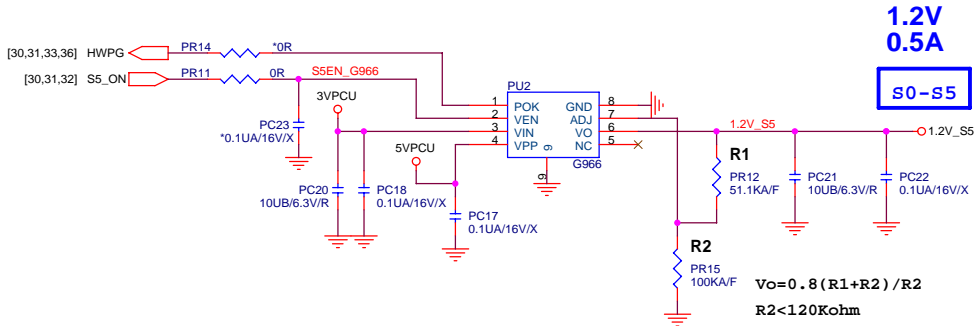 1.2V
0.5A
S0-S5
[30,31,33,36] HWPG PR14 *0R
[30,31,32] S5_ON PR11 0R S5EN_G966
PC23
*0.1UA/16V/X
3VPCU
5VPCU
PU2
1 POK GND 8
2 VEN ADJ 7
3 VIN VO 6
4 VPP NC 5
9
9
G966
1.2V_S5
1.2V_S5
PC20
10UB/6.3V/R
PC18
0.1UA/16V/X
PC17
0.1UA/16V/X
R1
PR12
51.1KA/F
PC21
10UB/6.3V/R
PC22
0.1UA/16V/X
R2
PR15
100KA/F
Vo=0.8(R1+R2)/R2
R2<120Kohm